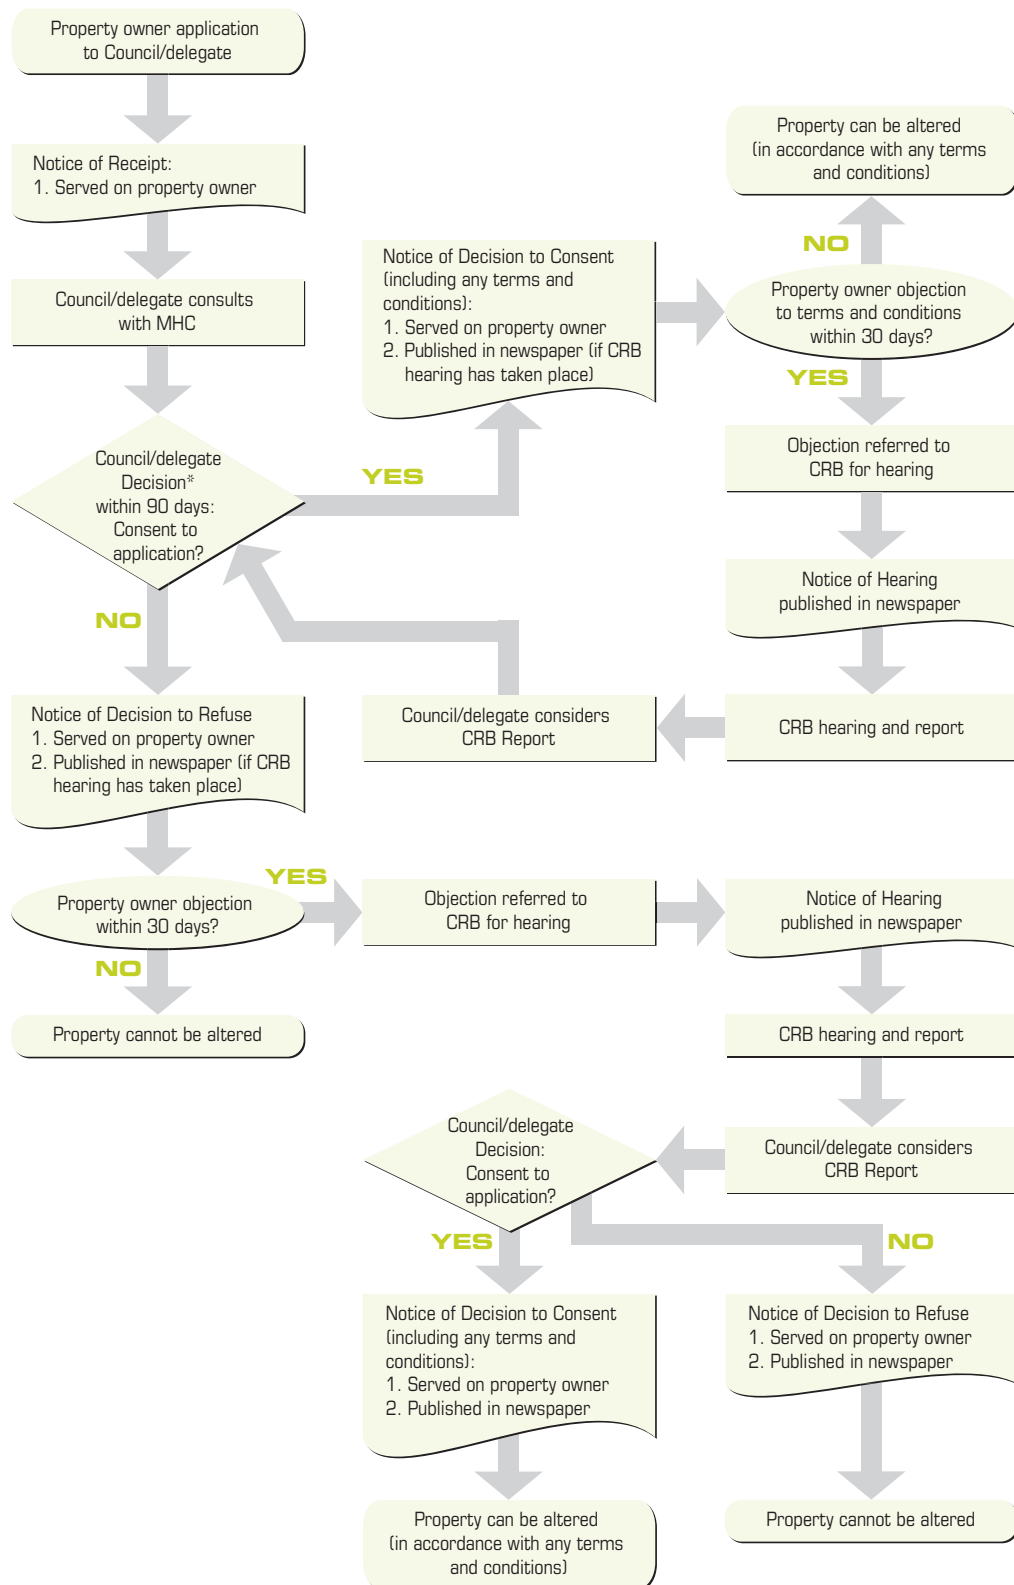 Property owner application
to Council/delegate
Notice of Receipt:
1. Served on property owner
Council/delegate consults
with MHC
Council/delegate
Decision*
within 90 days:
Consent to
application?
YES
NO
Notice of Decision to Consent
(including any terms and
conditions):
1. Served on property owner
2. Published in newspaper (if CRB
hearing has taken place)
Property can be altered
(in accordance with any terms
and conditions)
NO
Property owner objection
to terms and conditions
within 30 days?
YES
Objection referred to
CRB for hearing
Notice of Hearing
published in newspaper
CRB hearing and report
Council/delegate considers
CRB Report
Notice of Decision to Refuse
1. Served on property owner
2. Published in newspaper (if CRB
hearing has taken place)
Property owner objection
within 30 days?
YES
NO
Property cannot be altered
Objection referred to
CRB for hearing
Notice of Hearing
published in newspaper
CRB hearing and report
Council/delegate considers
CRB Report
Council/delegate
Decision:
Consent to
application?
YES
NO
Notice of Decision to Consent
(including any terms and
conditions):
1. Served on property owner
2. Published in newspaper
Notice of Decision to Refuse
1. Served on property owner
2. Published in newspaper
Property can be altered
(in accordance with any terms
and conditions)
Property cannot be altered